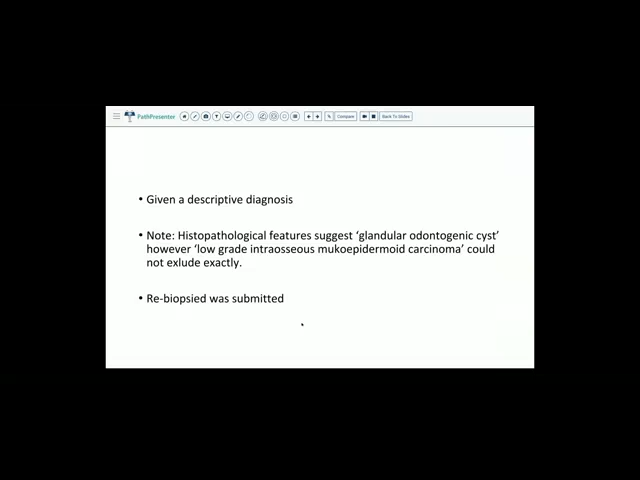 PathPresenter
Compare
Back To Slides
• Given a descriptive diagnosis
• Note: Histopathological features suggest ‘glandular odontogenic cyst’
however ‘low grade intraosseous mukoepidermoid carcinoma’ could
not exlude exactly.
• Re-biopsied was submitted